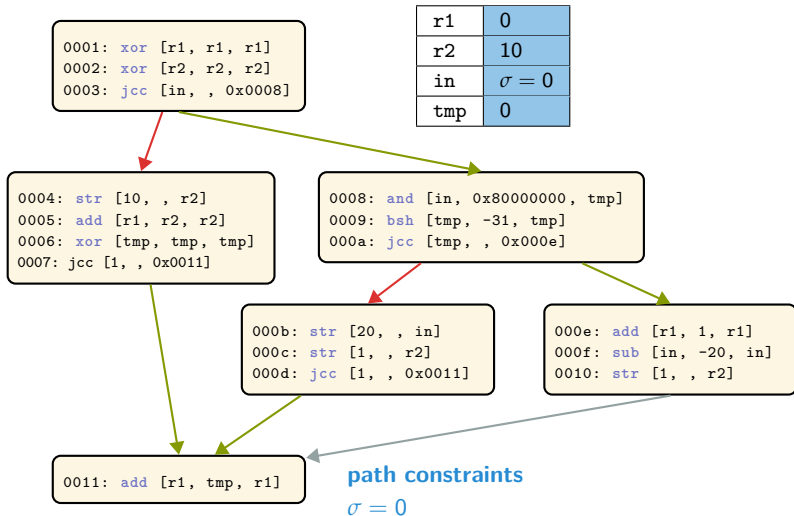 0001: xor [r1, r1, r1]
0002: xor [r2, r2, r2]
0003: jcc [in, , 0x0008]
r1 0
r2 10
in σ = 0
tmp 0
0004: str [10, , r2]
0005: add [r1, r2, r2]
0006: xor [tmp, tmp, tmp]
0007: jcc [1, , 0x0011]
0008: and [in, 0x80000000, tmp]
0009: bsh [tmp, -31, tmp]
000a: jcc [tmp, , 0x000e]
000b: str [20, , in]
000c: str [1, , r2]
000d: jcc [1, , 0x0011]
000e: add [r1, 1, r1]
000f: sub [in, -20, in]
0010: str [1, , r2]
0011: add [r1, tmp, r1]
path constraints
σ = 0